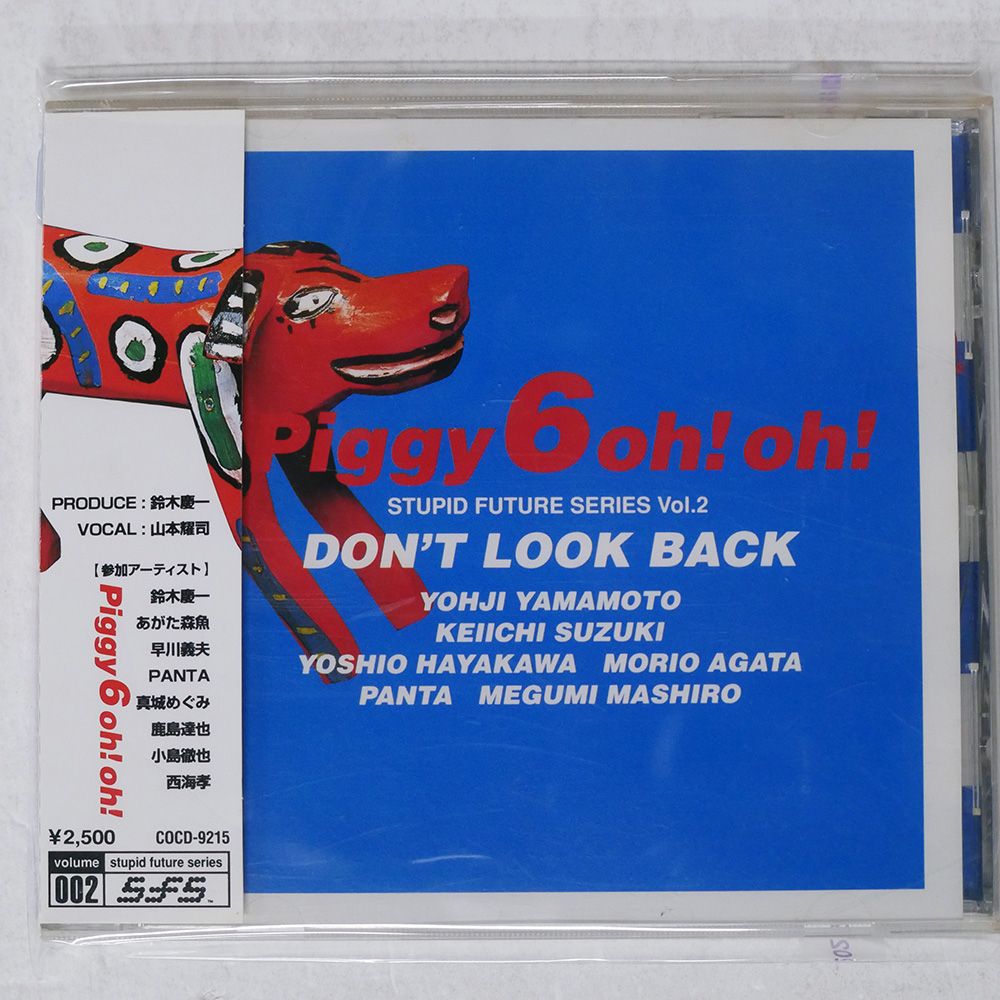 PRODUCE : 鈴木慶一
VOCAL : 山本耀司
【参加アーティスト】
鈴木慶一
あがた森魚
早川義夫
PANTA
真城めぐみ
鹿島達也
小島徹也
西海孝
Piggy 6 oh! oh!
¥2,500 COCD-9215
volume stupid future series
002 SFS ™
Piggy 6 oh! oh!
STUPID FUTURE SERIES Vol.2
DON'T LOOK BACK
YOHJI YAMAMOTO
KEIICHI SUZUKI
YOSHIO HAYAKAWA MORIO AGATA
PANTA MEGUMI MASHIRO